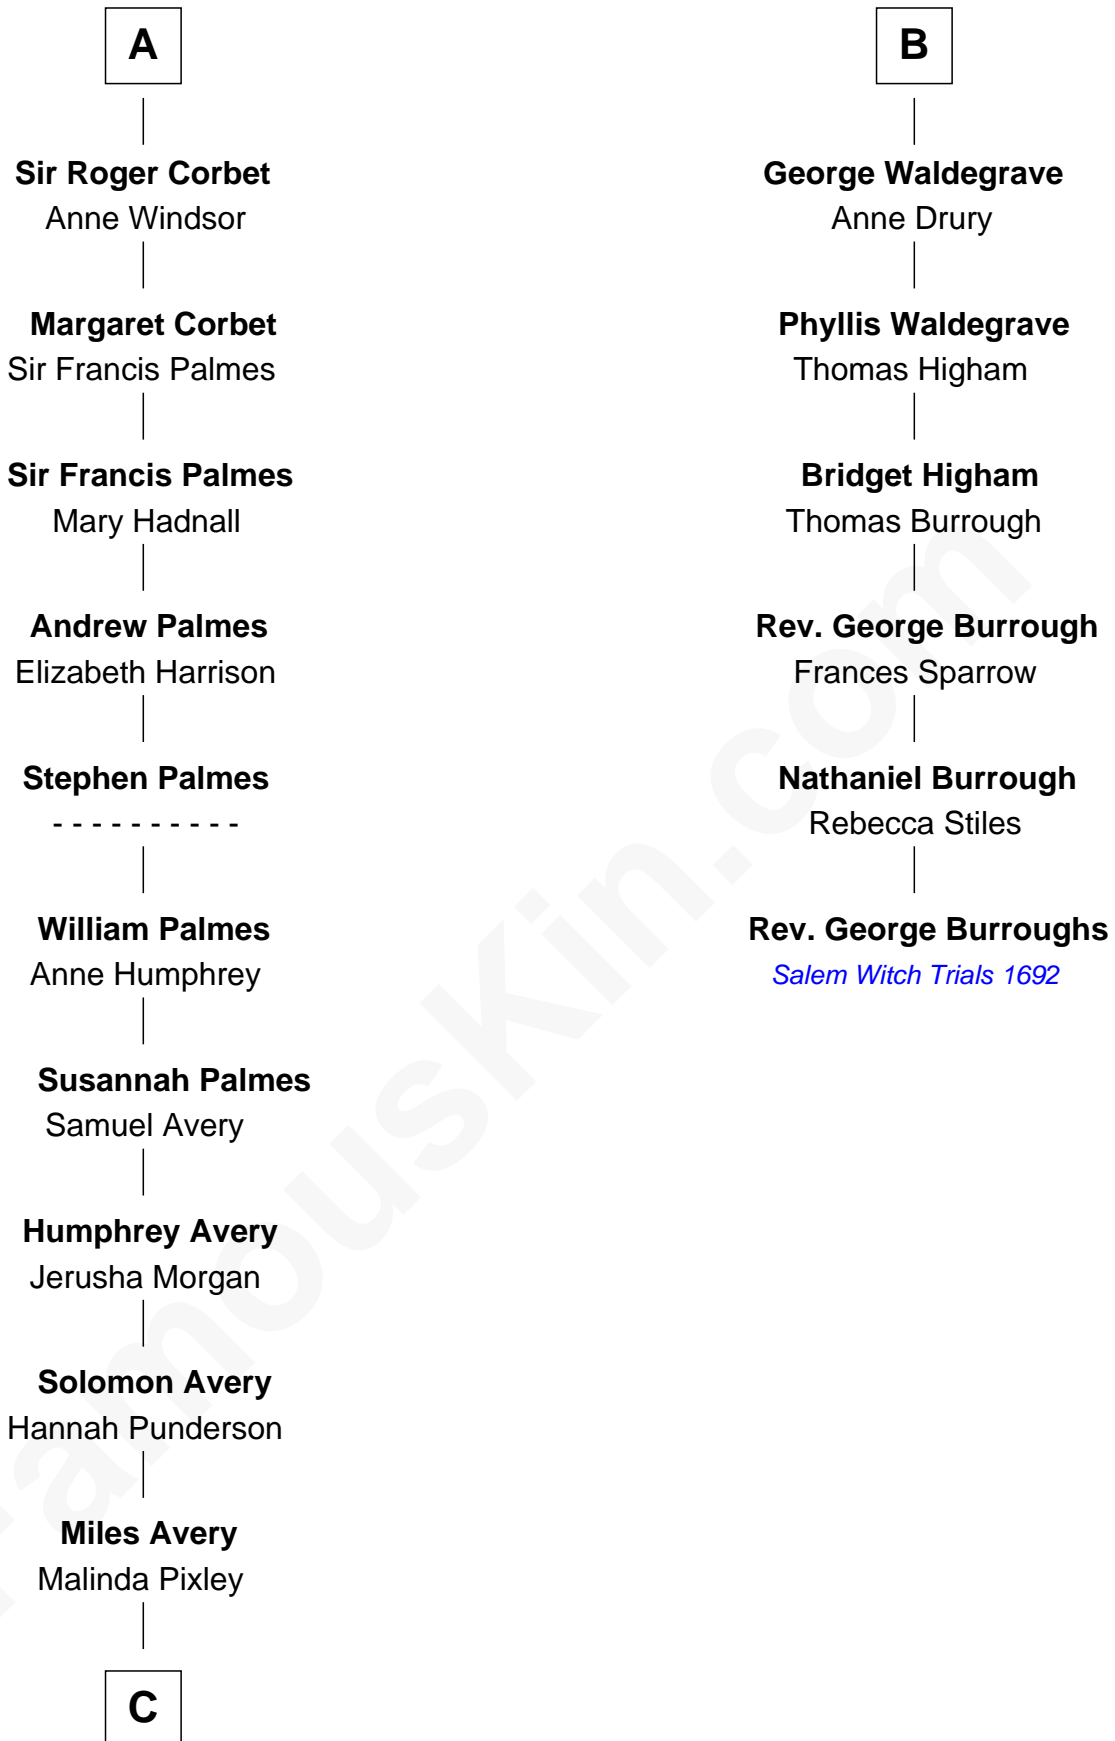 A
Sir Roger Corbet
Anne Windsor
Margaret Corbet
Sir Francis Palmes
Sir Francis Palmes
Mary Hadnall
Andrew Palmes
Elizabeth Harrison
Stephen Palmes
- - - - - - - - - -
William Palmes
Anne Humphrey
Susannah Palmes
Samuel Avery
Humphrey Avery
Jerusha Morgan
Solomon Avery
Hannah Punderson
Miles Avery
Malinda Pixley
C
B
George Waldegrave
Anne Drury
Phyllis Waldegrave
Thomas Higham
Bridget Higham
Thomas Burrough
Rev. George Burrough
Frances Sparrow
Nathaniel Burrough
Rebecca Stiles
Rev. George Burroughs
Salem Witch Trials 1692
FamousKin.com